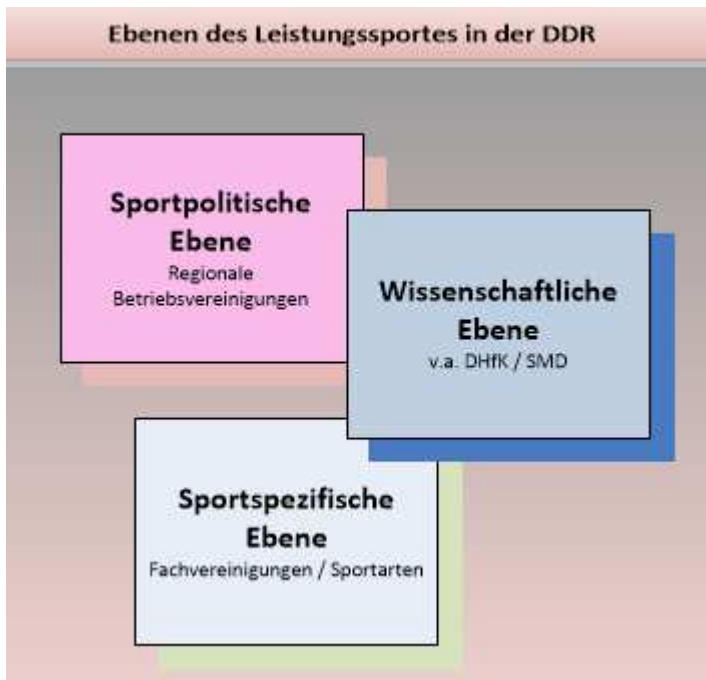 Ebenen des Leistungssportes in der DDR
Sportpolitische
Ebene
Regionale
Betriebsvereinigungen
Wissenschaftliche
Ebene
v.a. DHfK / SMD
Sportspezifische
Ebene
Fachvereinigungen / Sportarten